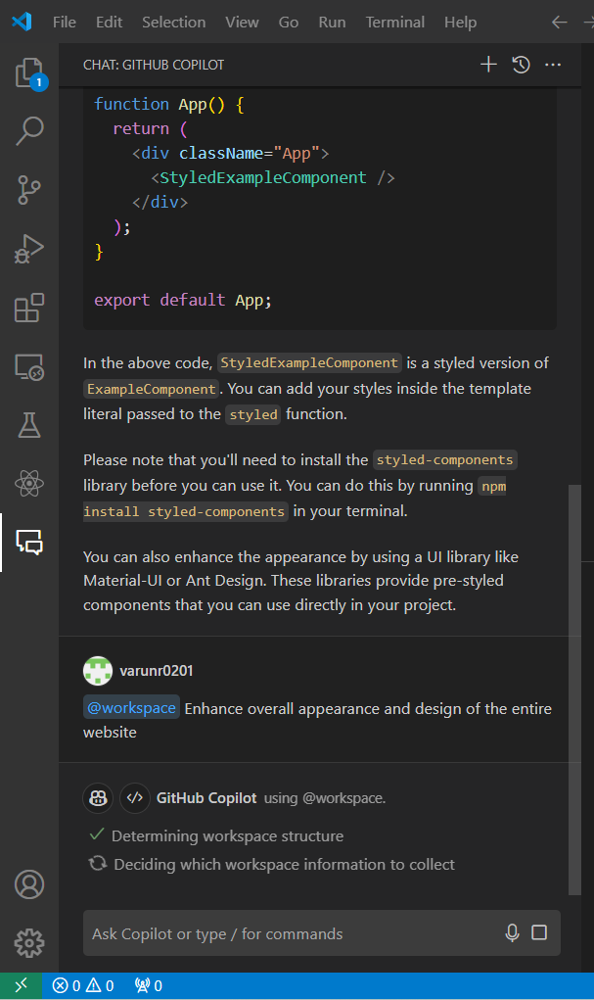 File Edit Selection View Go Run Terminal Help
CHAT: GITHUB COPILOT
1
function App() {
return (
<div className="App">
<StyledExampleComponent />
</div>
);
}
export default App;
In the above code, StyledExampleComponent is a styled version of
ExampleComponent. You can add your styles inside the template
literal passed to the styled function.
Please note that you'll need to install the styled-components
library before you can use it. You can do this by running npm
install styled-components in your terminal.
You can also enhance the appearance by using a UI library like
Material-UI or Ant Design. These libraries provide pre-styled
components that you can use directly in your project.
varunr0201
@workspace Enhance overall appearance and design of the entire
website
GitHub Copilot using @workspace.
Determining workspace structure
Deciding which workspace information to collect
Ask Copilot or type / for commands
0 0 0